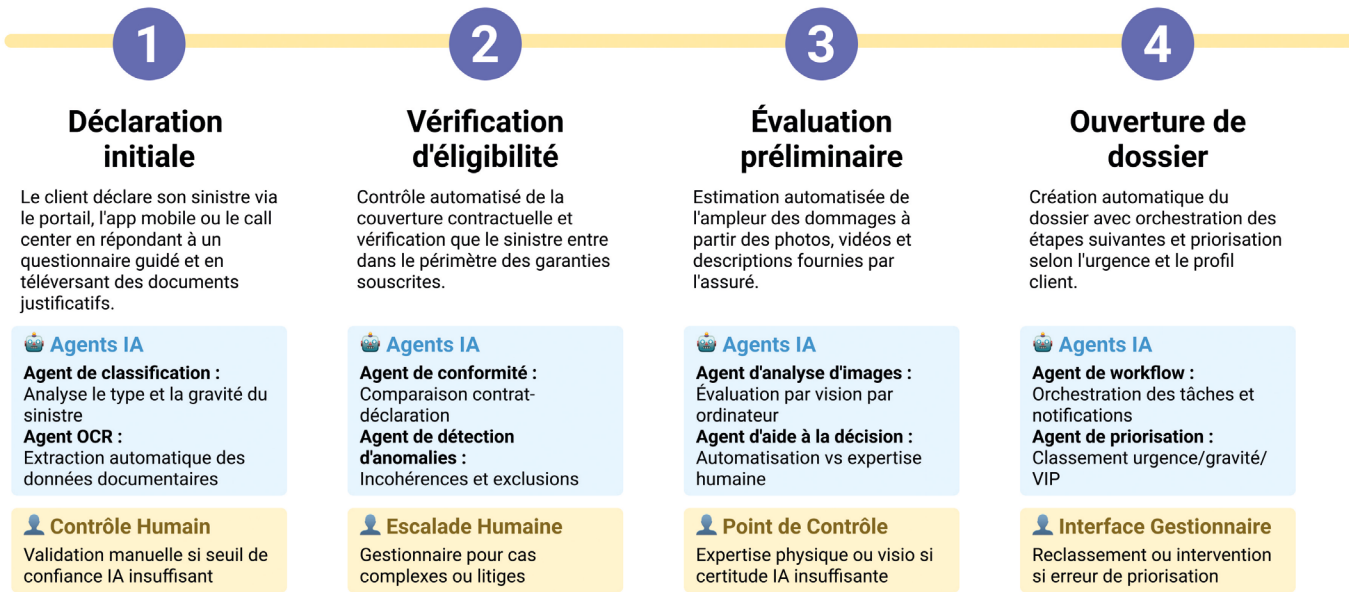 1
Déclaration
initiale
Le client déclare son sinistre via
le portail, l'app mobile ou le call
center en répondant à un
questionnaire guidé et en
téléversant des documents
justificatifs.
Agents IA
Agent de classification :
Analyse le type et la gravité du
sinistre
Agent OCR :
Extraction automatique des
données documentaires
Contrôle Humain
Validation manuelle si seuil de
confiance IA insuffisant
2
Vérification
d'éligibilité
Contrôle automatisé de la
couverture contractuelle et
vérification que le sinistre entre
dans le périmètre des garanties
souscrites.
Agents IA
Agent de conformité :
Comparaison contrat-
déclaration
Agent de détection
d'anomalies :
Incohérences et exclusions
Escalade Humaine
Gestionnaire pour cas
complexes ou litiges
3
Évaluation
préliminaire
Estimation automatisée de
l'ampleur des dommages à
partir des photos, vidéos et
descriptions fournies par
l'assuré.
Agents IA
Agent d'analyse d'images :
Évaluation par vision par
ordinateur
Agent d'aide à la décision :
Automatisation vs expertise
humaine
Point de Contrôle
Expertise physique ou visio si
certitude IA insuffisante
4
Ouverture de
dossier
Création automatique du
dossier avec orchestration des
étapes suivantes et priorisation
selon l'urgence et le profil
client.
Agents IA
Agent de workflow :
Orchestration des tâches et
notifications
Agent de priorisation :
Classement urgence/gravité/
VIP
Interface Gestionnaire
Reclassement ou intervention
si erreur de priorisation